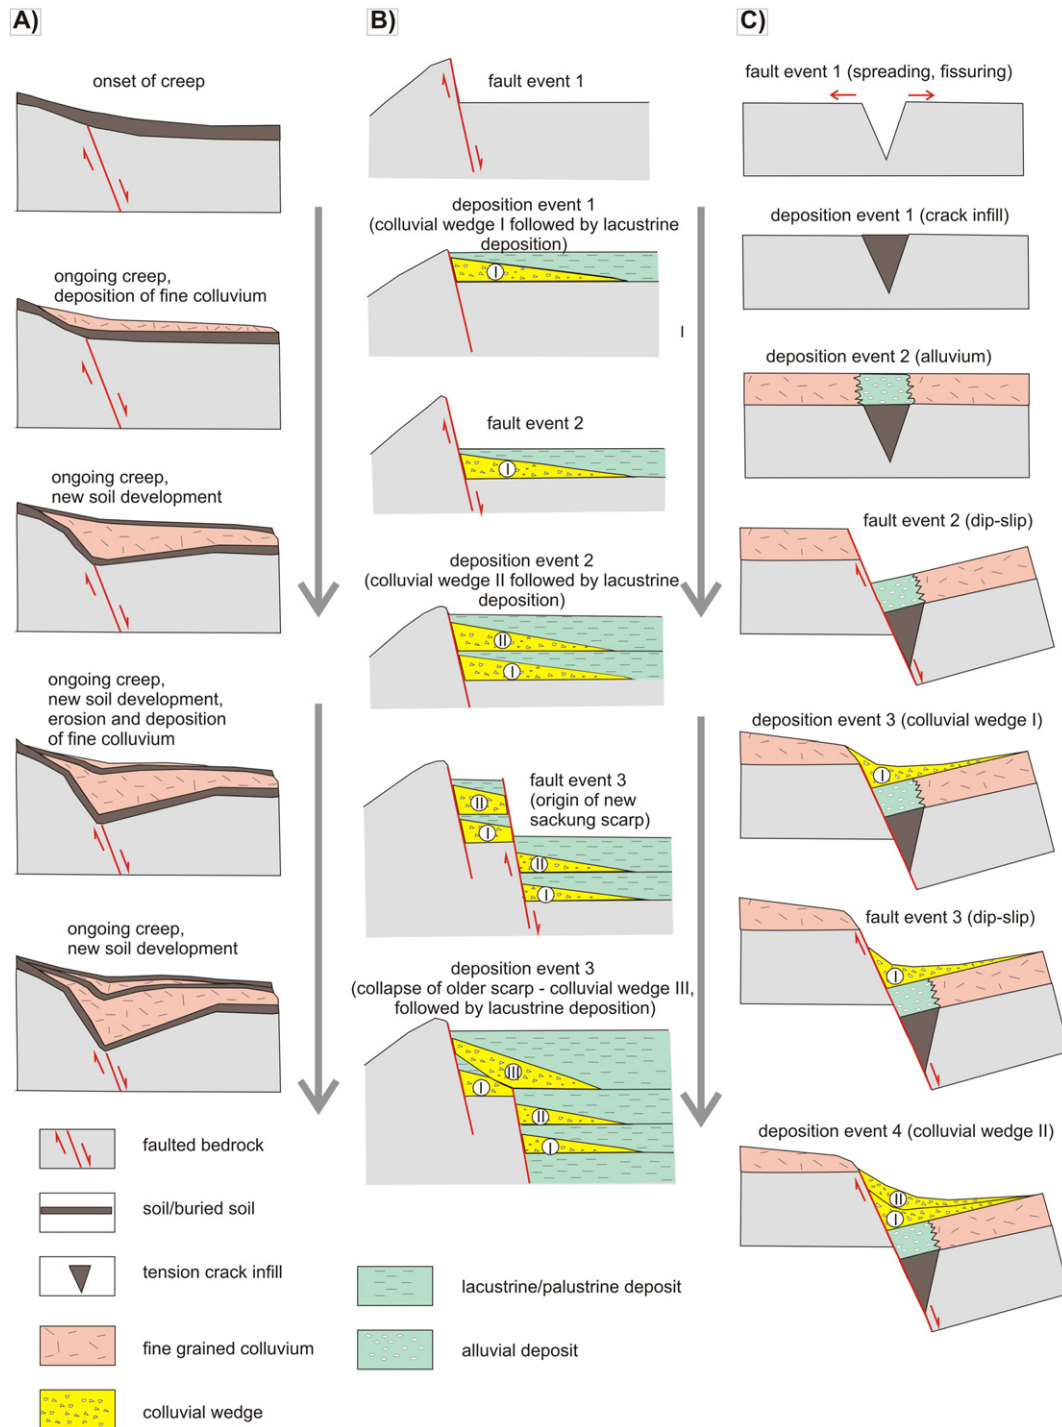 A)
onset of creep
ongoing creep,
deposition of fine colluvium
ongoing creep,
new soil development
ongoing creep,
new soil development,
erosion and deposition
of fine colluvium
ongoing creep,
new soil development
B)
fault event 1
deposition event 1
(colluvial wedge I followed by lacustrine
deposition)
I
I
fault event 2
I
deposition event 2
(colluvial wedge II followed by lacustrine
deposition)
II
I
fault event 3
(origin of new
sackung scarp)
II
I
II
I
deposition event 3
(collapse of older scarp - colluvial wedge III,
followed by lacustrine deposition)
III
I
II
I
C)
fault event 1 (spreading, fissuring)
deposition event 1 (crack infill)
deposition event 2 (alluvium)
fault event 2 (dip-slip)
deposition event 3 (colluvial wedge I)
I
fault event 3 (dip-slip)
I
deposition event 4 (colluvial wedge II)
II
I
faulted bedrock
soil/buried soil
tension crack infill
fine grained colluvium
colluvial wedge
lacustrine/palustrine deposit
alluvial deposit